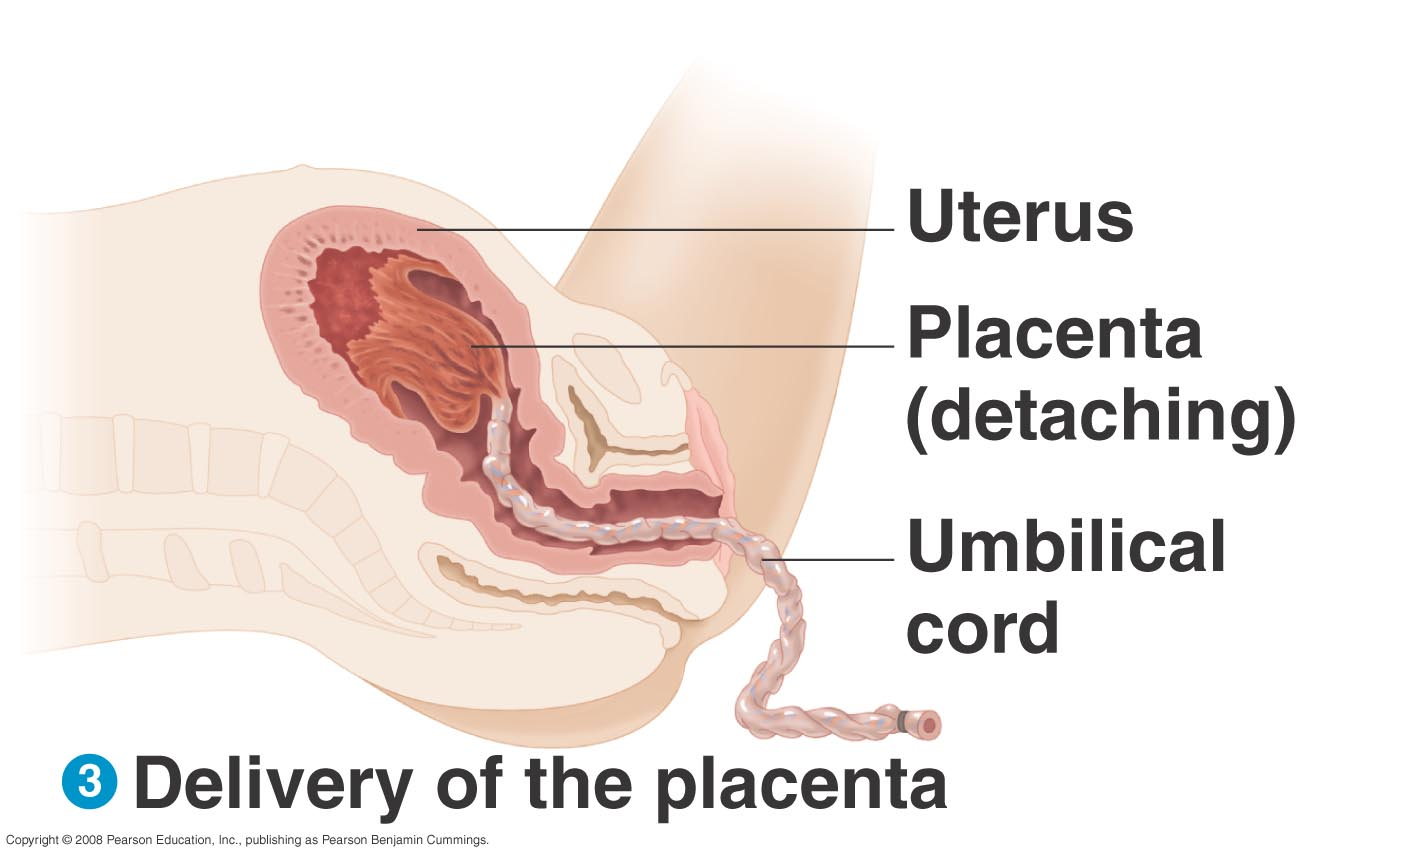 Uterus
Placenta
(detaching)
Umbilical
cord
3 Delivery of the placenta
Copyright © 2008 Pearson Education, Inc., publishing as Pearson Benjamin Cummings.